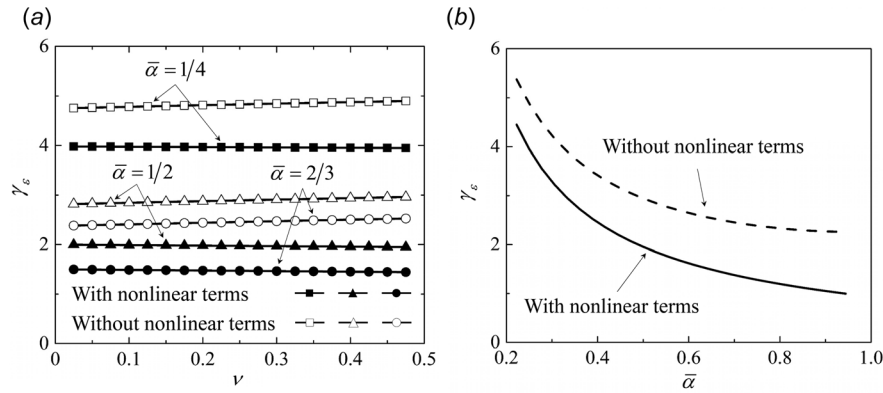 (a)
6
4
2
0
γε
ᾱ = 1/4
ᾱ = 1/2
ᾱ = 2/3
With nonlinear terms
Without nonlinear terms
0.0 0.1 0.2 0.3 0.4 0.5
ν
(b)
6
4
2
0
γε
Without nonlinear terms
With nonlinear terms
0.2 0.4 0.6 0.8 1.0
ᾱ